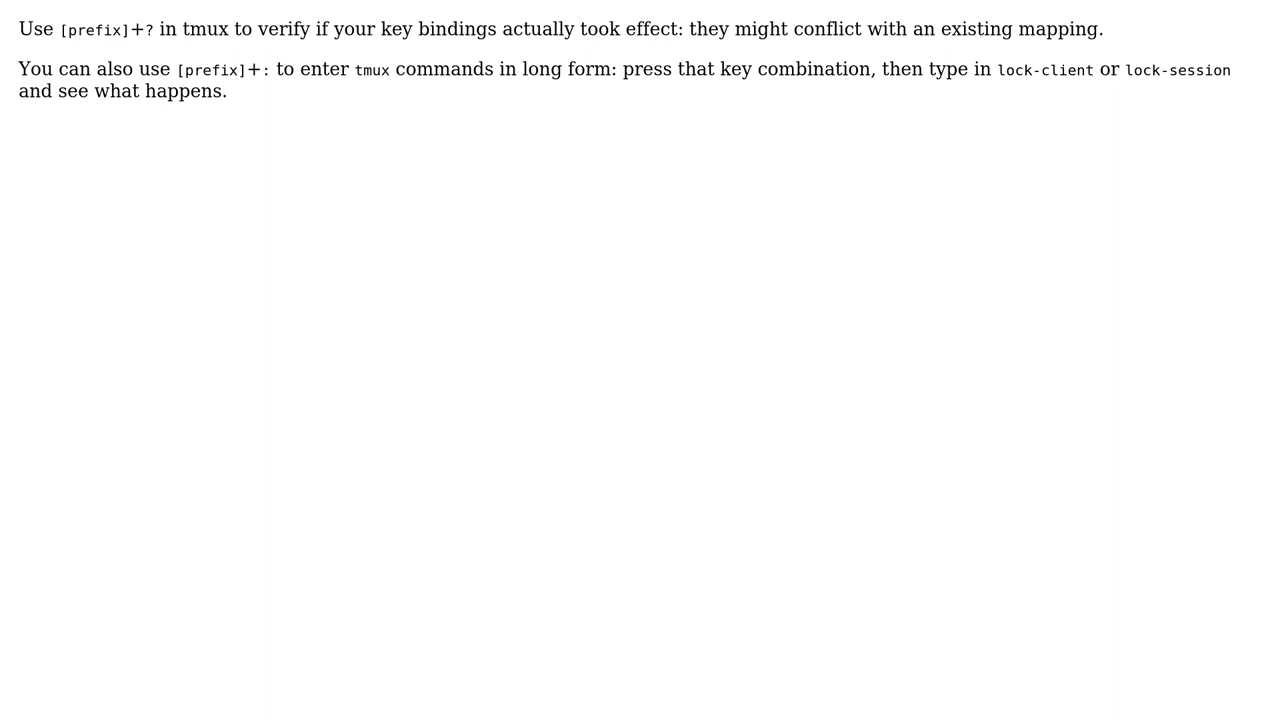 Use [prefix]+? in tmux to verify if your key bindings actually took effect: they might conflict with an existing mapping.
You can also use [prefix]+: to enter tmux commands in long form: press that key combination, then type in lock-client or lock-session
and see what happens.